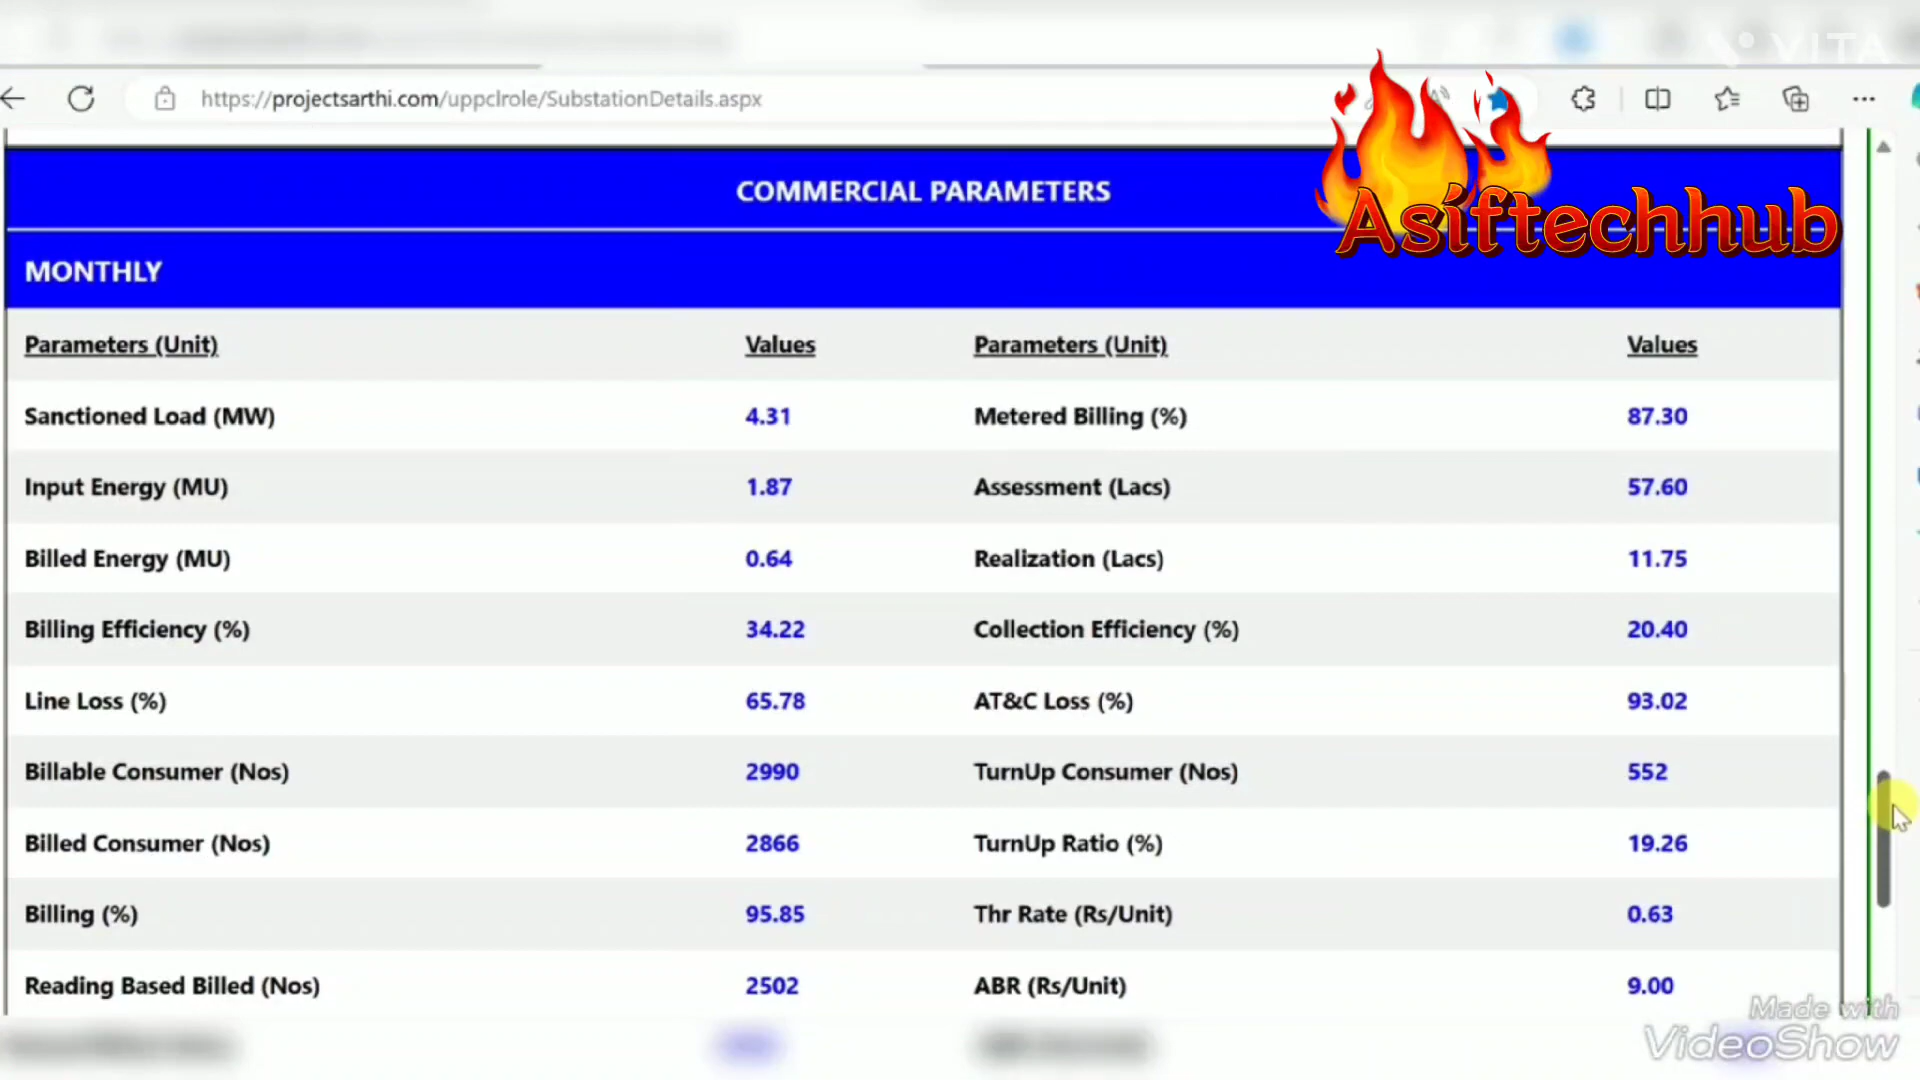 VITA
https://projectsarthi.com/uppclrole/SubstationDetails.aspx
Asiftechhub
COMMERCIAL PARAMETERS
MONTHLY
Parameters (Unit) Values Parameters (Unit) Values
Sanctioned Load (MW) 4.31 Metered Billing (%) 87.30
Input Energy (MU) 1.87 Assessment (Lacs) 57.60
Billed Energy (MU) 0.64 Realization (Lacs) 11.75
Billing Efficiency (%) 34.22 Collection Efficiency (%) 20.40
Line Loss (%) 65.78 AT&C Loss (%) 93.02
Billable Consumer (Nos) 2990 TurnUp Consumer (Nos) 552
Billed Consumer (Nos) 2866 TurnUp Ratio (%) 19.26
Billing (%) 95.85 Thr Rate (Rs/Unit) 0.63
Reading Based Billed (Nos) 2502 ABR (Rs/Unit) 9.00
Made with
VideoShow